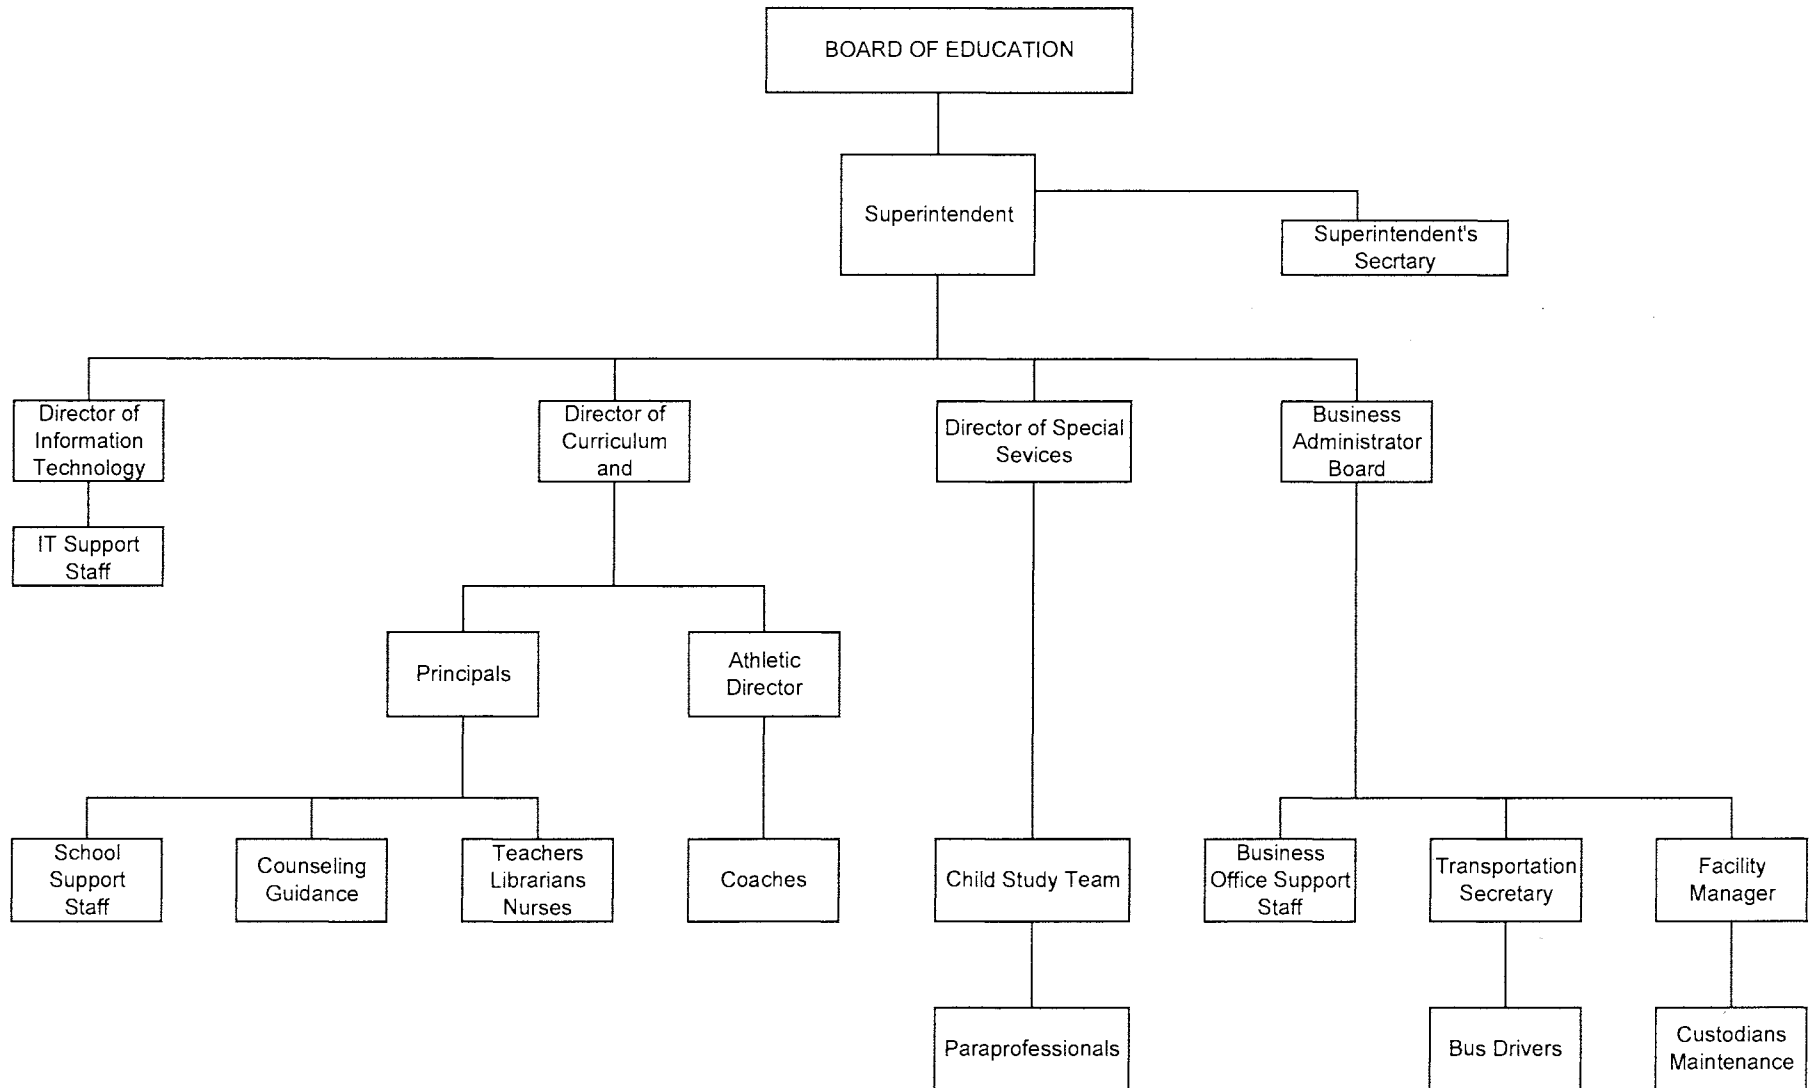 BOARD OF EDUCATION
Superintendent
Superintendent's
Secrtary
Director of
Information
Technology
Director of
Curriculum
and
Director of Special
Sevices
Business
Administrator
Board
IT Support
Staff
Principals
Athletic
Director
School
Support
Staff
Counseling
Guidance
Teachers
Librarians
Nurses
Coaches
Child Study Team
Business
Office Support
Staff
Transportation
Secretary
Facility
Manager
Paraprofessionals
Bus Drivers
Custodians
Maintenance